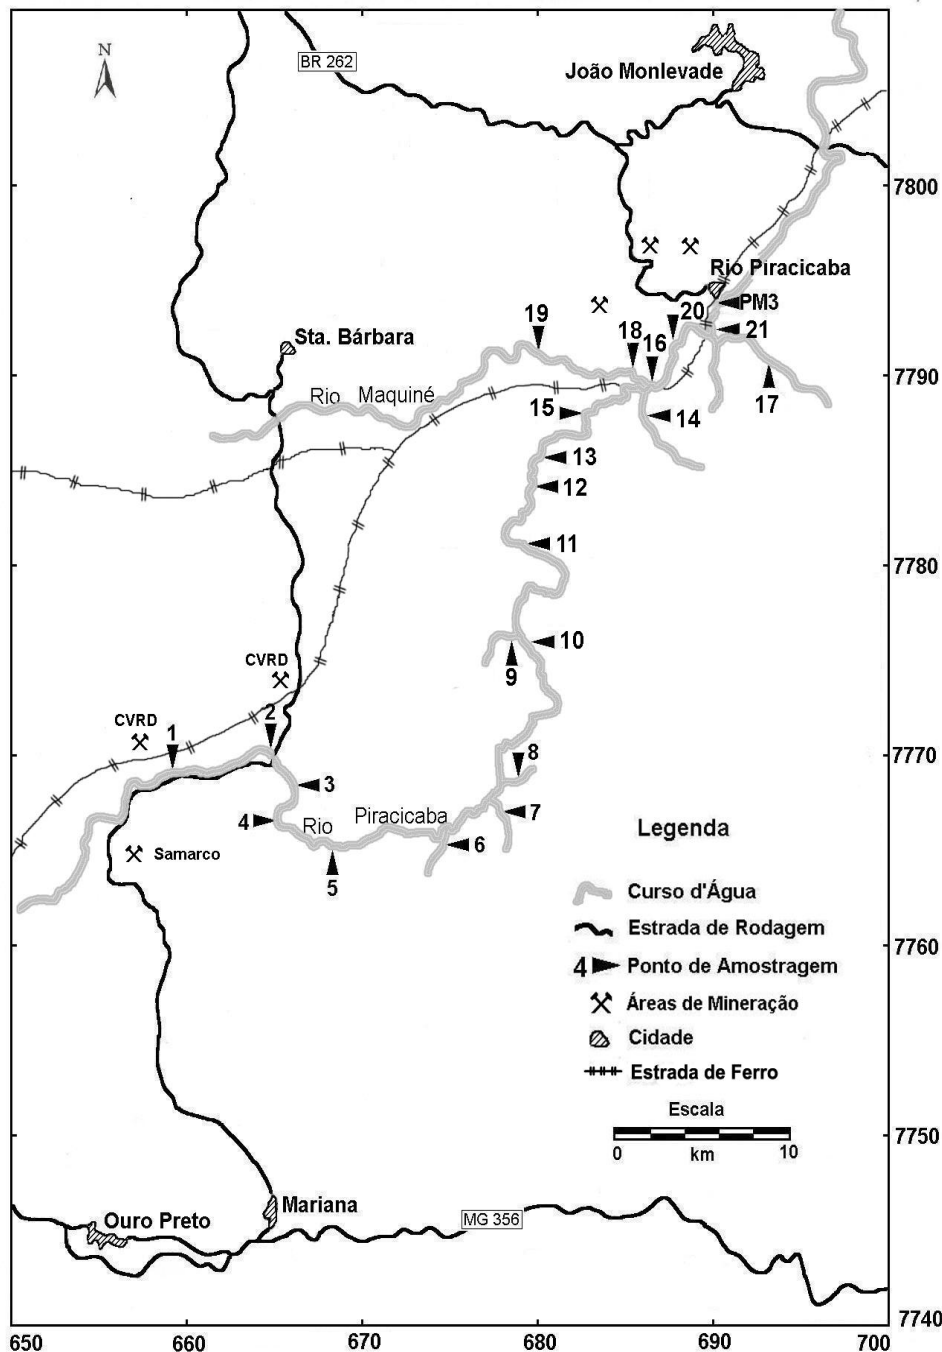 N
BR 262
João Monlevade
7800
Rio Piracicaba
PM3
20
21
19
18
16
Sta. Bárbara
7790
Rio Maquiné
15
14
17
13
12
11
7780
10
9
CVRD
CVRD
1
2
8
7770
3
4
Rio Piracicaba
7
6
5
Samarco
Legenda
Curso d'Água
Estrada de Rodagem
7760
4 Ponto de Amostragem
Áreas de Mineração
Cidade
Estrada de Ferro
Escala
7750
0 km 10
Mariana
Ouro Preto
MG 356
7740
650 660 670 680 690 700